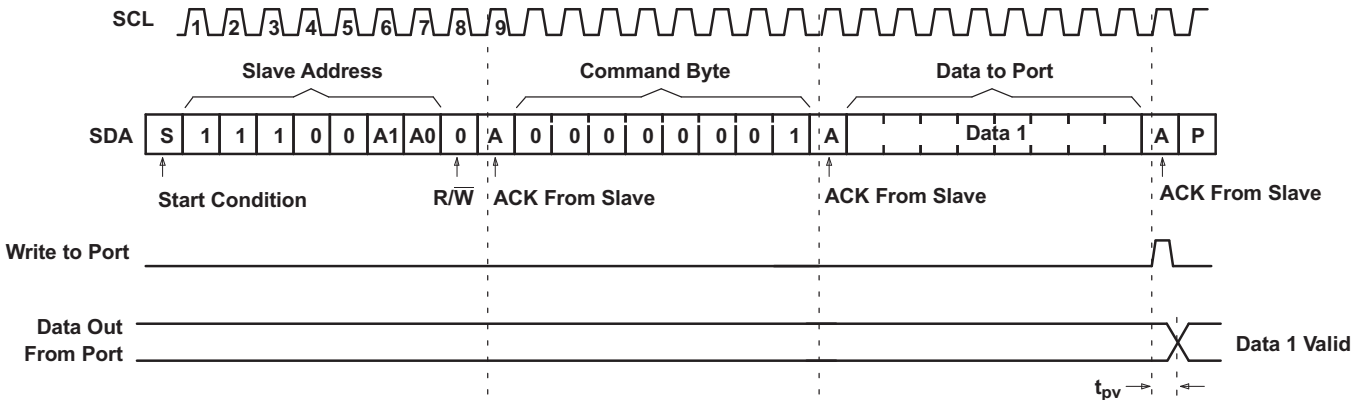 SCL 1 2 3 4 5 6 7 8 9
Slave Address Command Byte Data to Port
SDA S 1 1 1 0 0 A1 A0 0 A 0 0 0 0 0 0 0 1 A Data 1 A P
Start Condition R/W̅ ACK From Slave ACK From Slave ACK From Slave
Write to Port
Data Out
From Port
Data 1 Valid
tpv